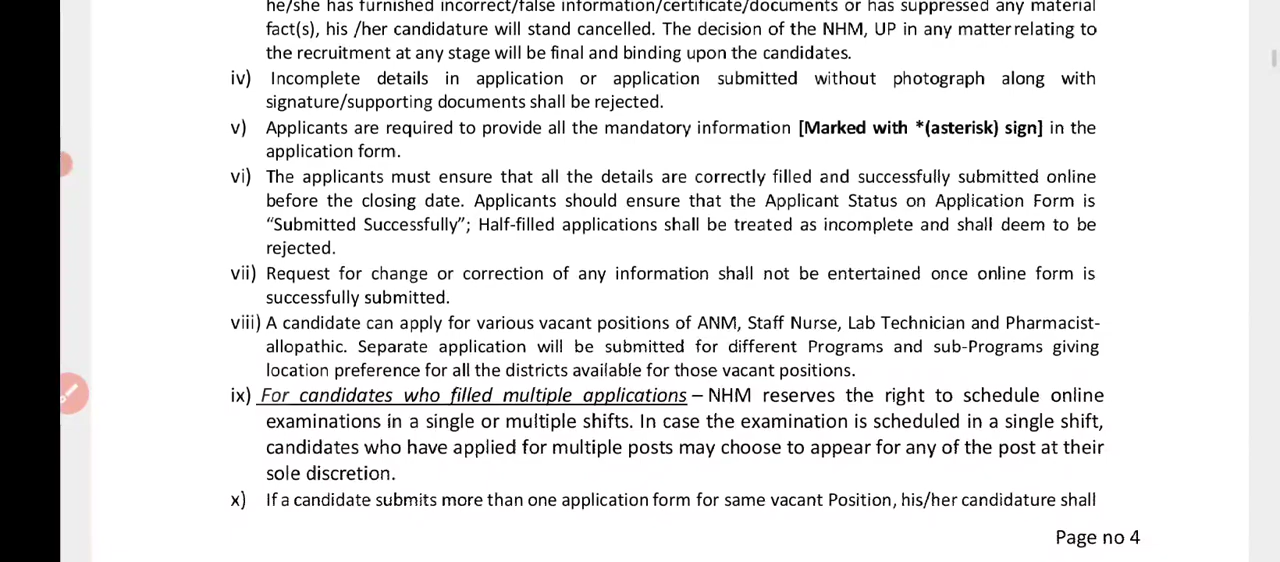 he/she has furnished incorrect/false information/certificate/documents or has suppressed any material
fact(s), his /her candidature will stand cancelled. The decision of the NHM, UP in any matter relating to
the recruitment at any stage will be final and binding upon the candidates.
iv) Incomplete details in application or application submitted without photograph along with
signature/supporting documents shall be rejected.
v) Applicants are required to provide all the mandatory information [Marked with *(asterisk) sign] in the
application form.
vi) The applicants must ensure that all the details are correctly filled and successfully submitted online
before the closing date. Applicants should ensure that the Applicant Status on Application Form is
“Submitted Successfully”; Half-filled applications shall be treated as incomplete and shall deem to be
rejected.
vii) Request for change or correction of any information shall not be entertained once online form is
successfully submitted.
viii) A candidate can apply for various vacant positions of ANM, Staff Nurse, Lab Technician and Pharmacist-
allopathic. Separate application will be submitted for different Programs and sub-Programs giving
location preference for all the districts available for those vacant positions.
ix) For candidates who filled multiple applications – NHM reserves the right to schedule online
examinations in a single or multiple shifts. In case the examination is scheduled in a single shift,
candidates who have applied for multiple posts may choose to appear for any of the post at their
sole discretion.
x) If a candidate submits more than one application form for same vacant Position, his/her candidature shall
Page no 4